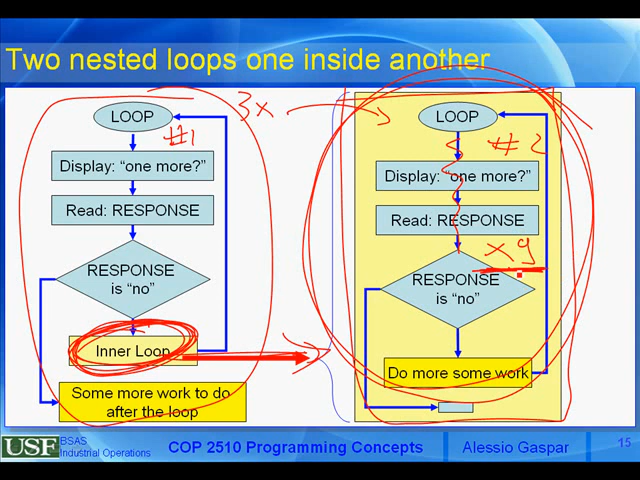 Two nested loops one inside another
LOOP
#1
Display: "one more?"
Read: RESPONSE
RESPONSE
is "no"
Inner Loop
Some more work to do
after the loop
3x
LOOP
#2
Display: "one more?"
Read: RESPONSE
x9
RESPONSE
is "no"
Do more some work
USF
BSAS
Industrial Operations
COP 2510 Programming Concepts
Alessio Gaspar
15